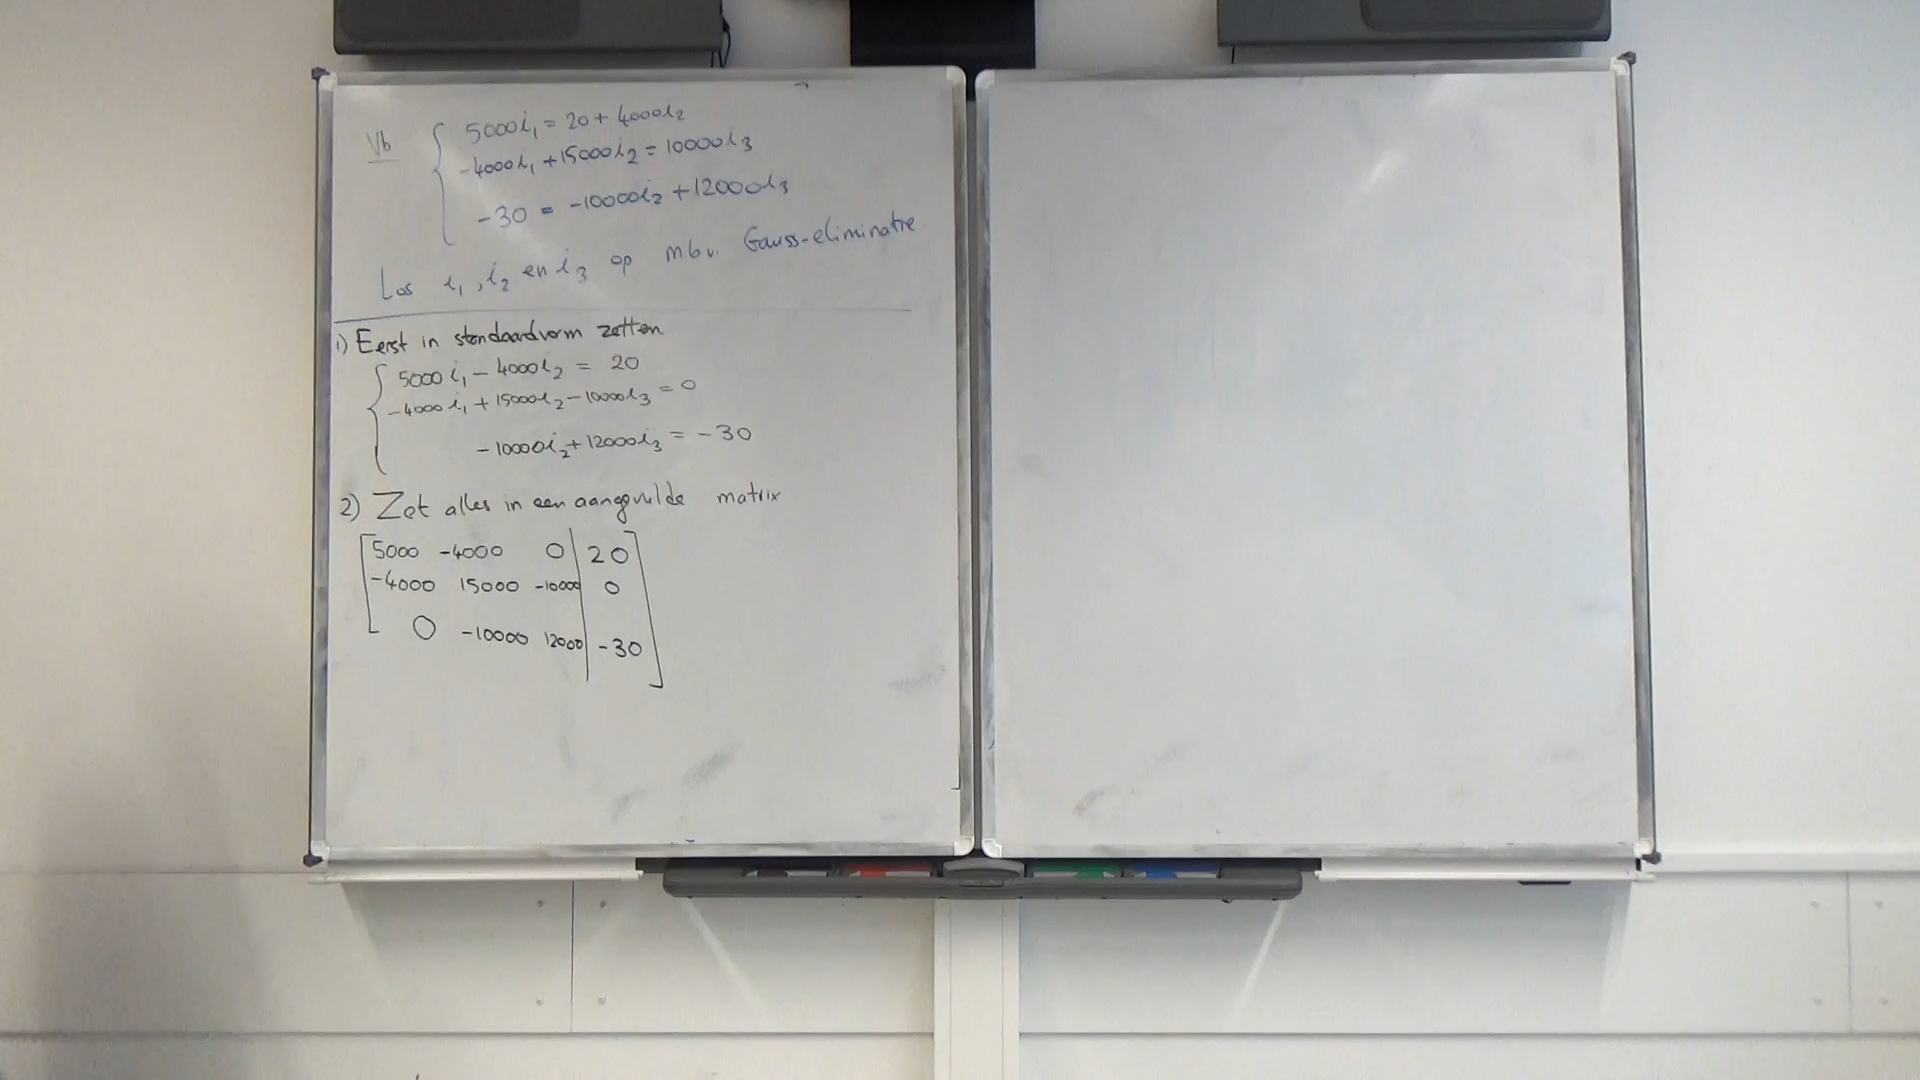 Vb
5000i₁ = 20 + 4000i₂
-4000i₁ + 15000i₂ = 10000i₃
-30 = -10000i₂ + 12000i₃
Los i₁, i₂ en i₃ op mbv. Gauss-eliminatie
1) Eerst in standaardvorm zetten
5000i₁ - 4000i₂ = 20
-4000i₁ + 15000i₂ - 10000i₃ = 0
-10000i₂ + 12000i₃ = -30
2) Zet alles in een aangevulde matrix
5000 -4000 0 | 20
-4000 15000 -10000 | 0
0 -10000 12000 | -30